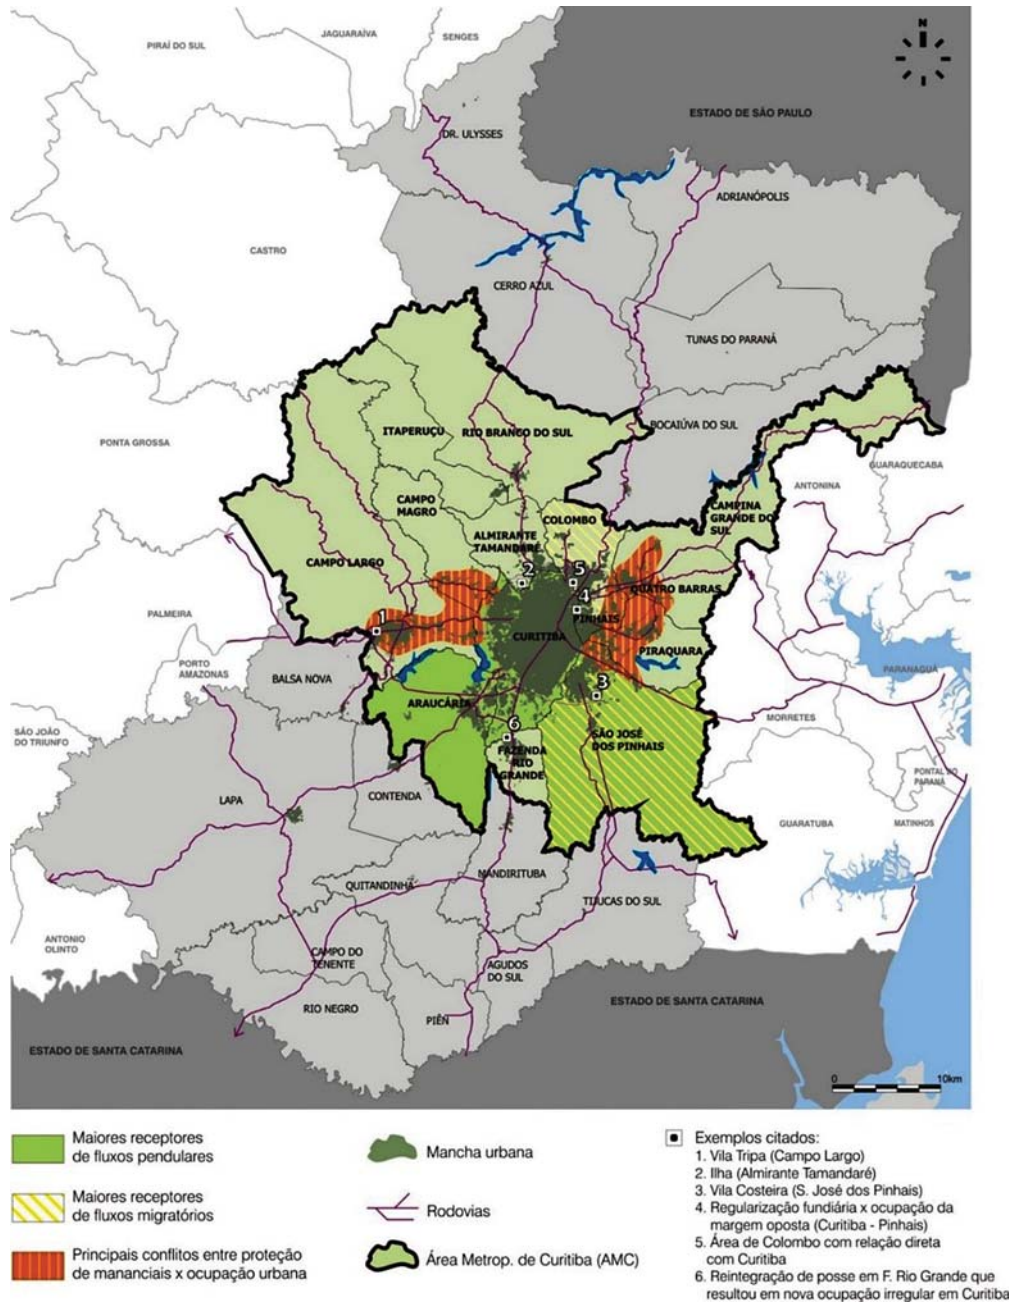 PIRAÍ DO SUL
JAGUARAÍVA
SENGES
N
ESTADO DE SÃO PAULO
DR. ULYSSES
ADRIANÓPOLIS
CASTRO
CERRO AZUL
TUNAS DO PARANÁ
BOCAIÚVA DO SUL
ITAPERUÇU
RIO BRANCO DO SUL
PONTA GROSSA
GUARAQUECABA
ANTONINA
CAMPO
MAGRO
CAMPINA
GRANDE DO
SUL
COLOMBO
ALMIRANTE
TAMANDARÉ
CAMPO LARGO
2
5
QUATRO BARRAS
4
PINHAIS
PALMEIRA
1
CURITIBA
PIRAQUARA
PORTO
AMAZONAS
BALSA NOVA
PARANAGUÁ
ARAUCÁRIA
3
MORRETES
SÃO JOÃO
DO TRIUNFO
6
SÃO JOSÉ
DOS PINHAIS
FAZENDA
RIO
GRANDE
PONTAL DO
PARANÁ
LAPA
CONTENDA
GUARATUBA
MATINHOS
QUITANDINHA
MANDIRITUBA
TIJUCAS DO SUL
ANTONIO
OLINTO
CAMPO DO
TENENTE
AGUDOS
DO SUL
RIO NEGRO
PIÊN
ESTADO DE SANTA CATARINA
ESTADO DE SANTA CATARINA
0 10km
Maiores receptores
de fluxos pendulares
Maiores receptores
de fluxos migratórios
Principais conflitos entre proteção
de mananciais x ocupação urbana
Mancha urbana
Rodovias
Área Metrop. de Curitiba (AMC)
Exemplos citados:
1. Vila Tripa (Campo Largo)
2. Ilha (Almirante Tamandaré)
3. Vila Costeira (S. José dos Pinhais)
4. Regularização fundiária x ocupação da
margem oposta (Curitiba - Pinhais)
5. Área de Colombo com relação direta
com Curitiba
6. Reintegração de posse em F. Rio Grande que
resultou em nova ocupação irregular em Curitiba